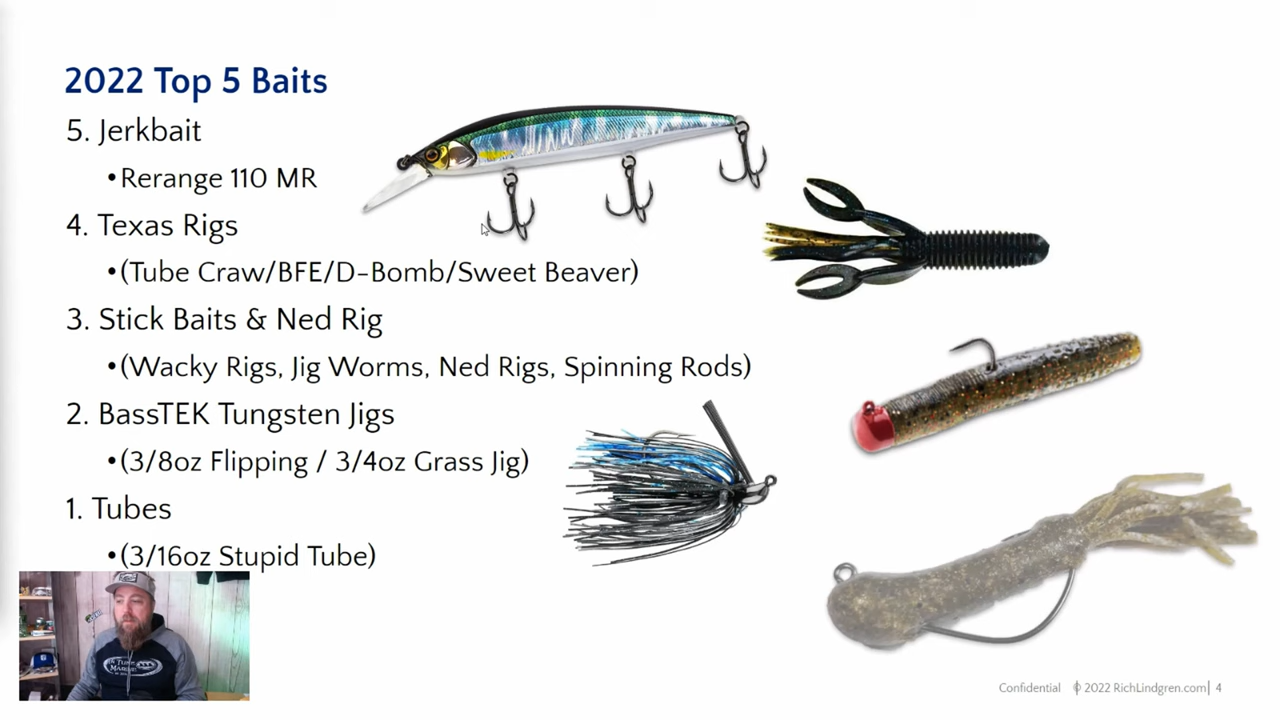 2022 Top 5 Baits
5. Jerkbait
•Rerange 110 MR
4. Texas Rigs
•(Tube Craw/BFE/D-Bomb/Sweet Beaver)
3. Stick Baits & Ned Rig
•(Wacky Rigs, Jig Worms, Ned Rigs, Spinning Rods)
2. BassTEK Tungsten Jigs
•(3/8oz Flipping / 3/4oz Grass Jig)
1. Tubes
•(3/16oz Stupid Tube)
Confidential © 2022 RichLindgren.com| 4